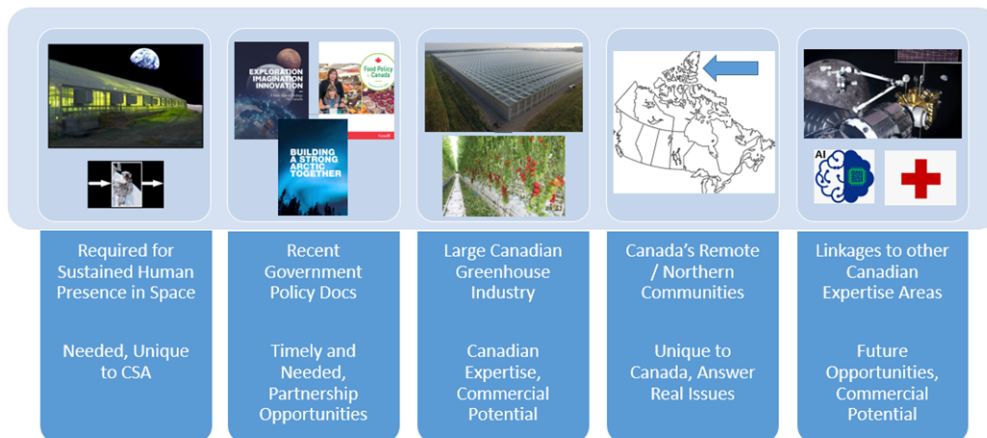 EXPLORATION
IMAGINATION
INNOVATION
Food Policy
for
Canada
Canada
BUILDING
A STRONG
ARCTIC
TOGETHER
AI
Required for
Sustained Human
Presence in Space
Needed, Unique
to CSA
Recent
Government
Policy Docs
Timely and
Needed,
Partnership
Opportunities
Large Canadian
Greenhouse
Industry
Canadian
Expertise,
Commercial
Potential
Canada’s Remote
/ Northern
Communities
Unique to
Canada, Answer
Real Issues
Linkages to other
Canadian
Expertise Areas
Future
Opportunities,
Commercial
Potential